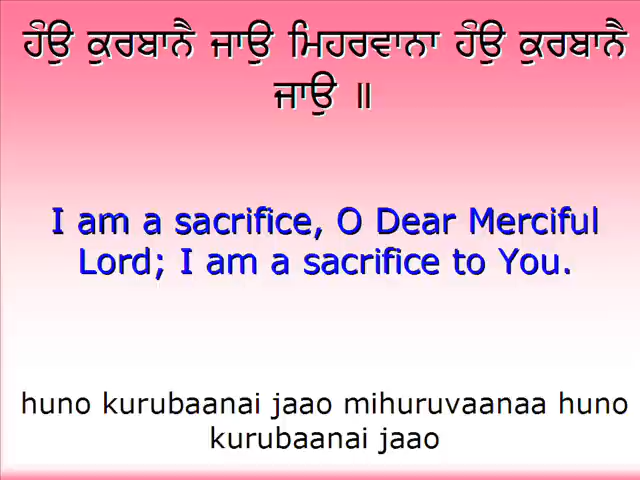 ਹੰਉ ਕੁਰਬਾਨੈ ਜਾਉ ਮਿਹਰਵਾਨਾ ਹੰਉ ਕੁਰਬਾਨੈ
ਜਾਉ ॥
I am a sacrifice, O Dear Merciful
Lord; I am a sacrifice to You.
huno kurubaanai jaao mihuruvaanaa huno
kurubaanai jaao